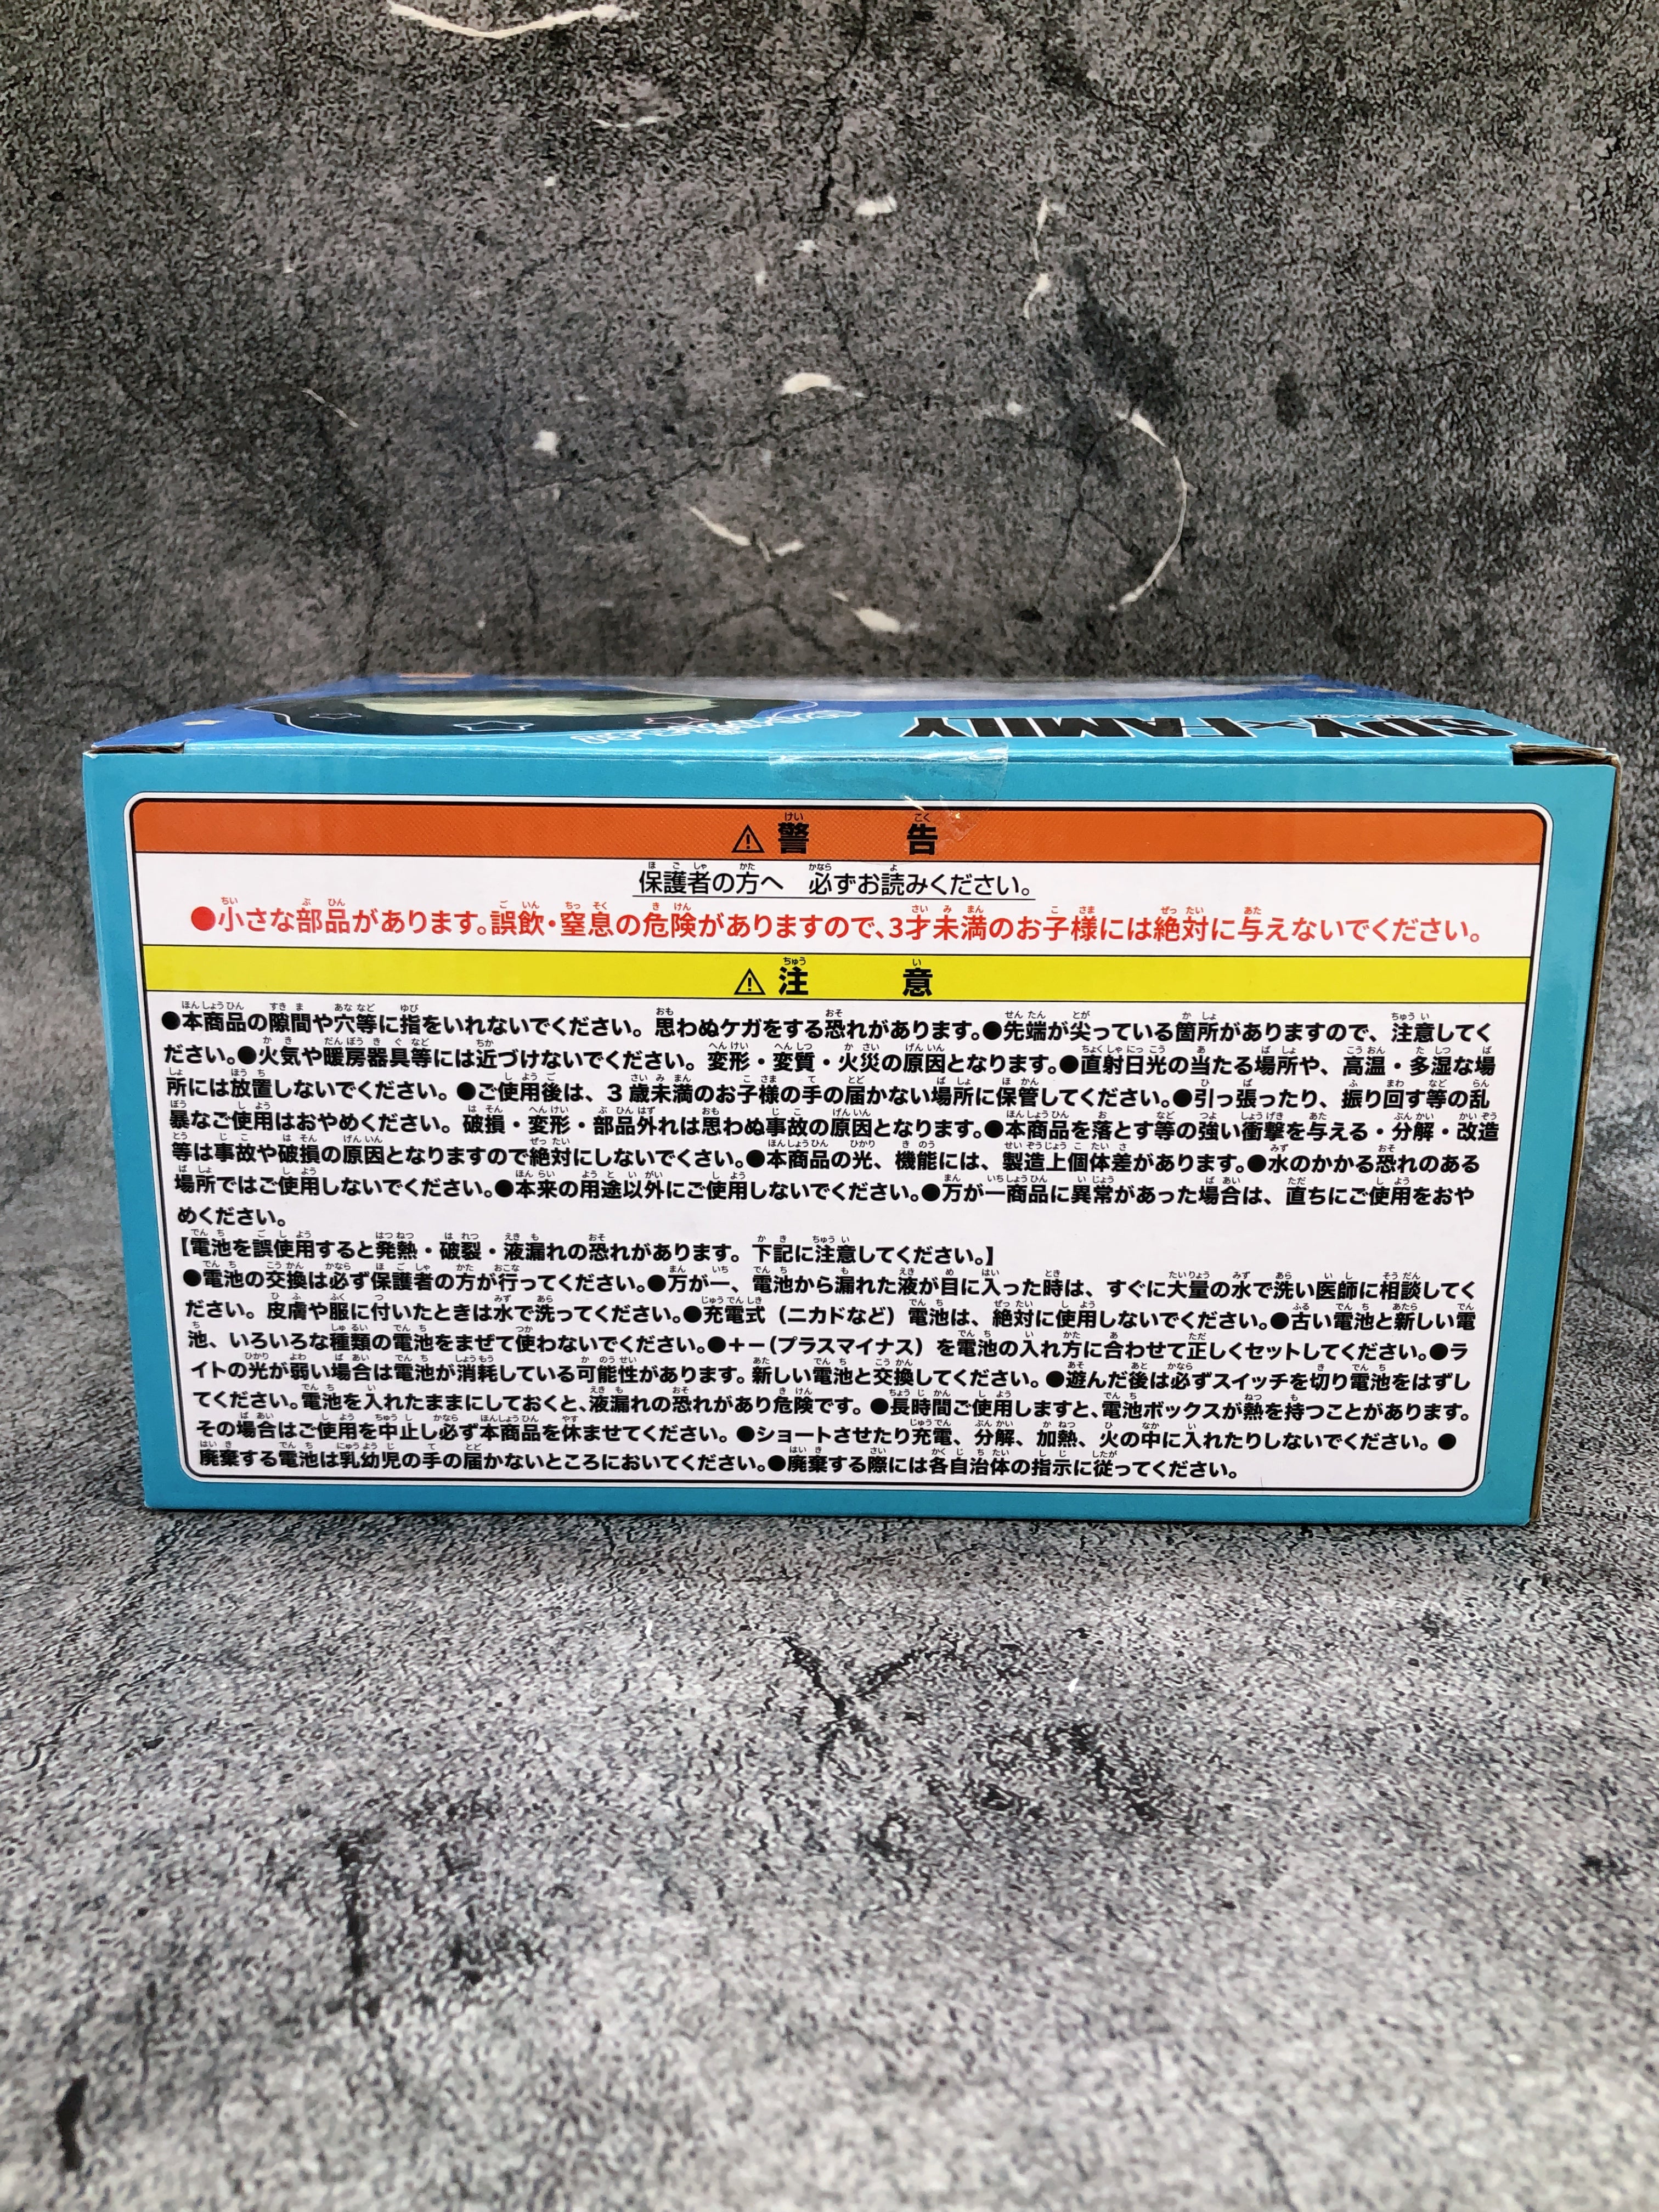 SPY×FAMILY
⚠警告
保護者の方へ 必ずお読みください。
●小さな部品があります。誤飲・窒息の危険がありますので、3才未満のお子様には絶対に与えないでください。
⚠注意
●本商品の隙間や穴等に指をいれないでください。思わぬケガをする恐れがあります。●先端が尖っている箇所がありますので、注意してく
ださい。●火気や暖房器具等には近づけないでください。変形・変質・火災の原因となります。●直射日光の当たる場所や、高温・多湿な場
所には放置しないでください。●ご使用後は、3歳未満のお子様の手の届かない場所に保管してください。●引っ張ったり、振り回す等の乱
暴なご使用はおやめください。破損・変形・部品外れは思わぬ事故の原因となります。●本商品を落とす等の強い衝撃を与える・分解・改造
等は事故や破損の原因となりますので絶対にしないでくさい。●本商品の光、機能には、製造上個体差があります。●水のかかる恐れのある
場所ではご使用しないでください。●本来の用途以外にご使用しないでください。●万が一商品に異常があった場合は、直ちにご使用をおや
めください。
【電池を誤使用すると発熱・破裂・液漏れの恐れがあります。下記に注意してください。】
●電池の交換は必ず保護者の方が行ってください。●万が一、電池から漏れた液が目に入った時は、すぐに大量の水で洗い医師に相談してく
ださい。皮膚や服に付いたときは水で洗ってください。●充電式（ニカドなど）電池は、絶対に使用しないでください。●古い電池と新しい電
池、いろいろな種類の電池をまぜて使わないでください。●＋－（プラスマイナス）を電池の入れ方に合わせて正しくセットしてください。●ラ
イトの光が弱い場合は電池が消耗している可能性があります。新しい電池と交換してください。●遊んだ後は必ずスイッチを切り電池をはずし
てください。電池を入れたままにしておくと、液漏れの恐れがあり危険です。●長時間ご使用しますと、電池ボックスが熱を持つことがあります。
その場合はご使用を中止し必ず本商品を休ませてください。●ショートさせたり充電、分解、加熱、火の中に入れたりしないでください。●
廃棄する電池は乳幼児の手の届かないところにおいてください。●廃棄する際には各自治体の指示に従ってください。